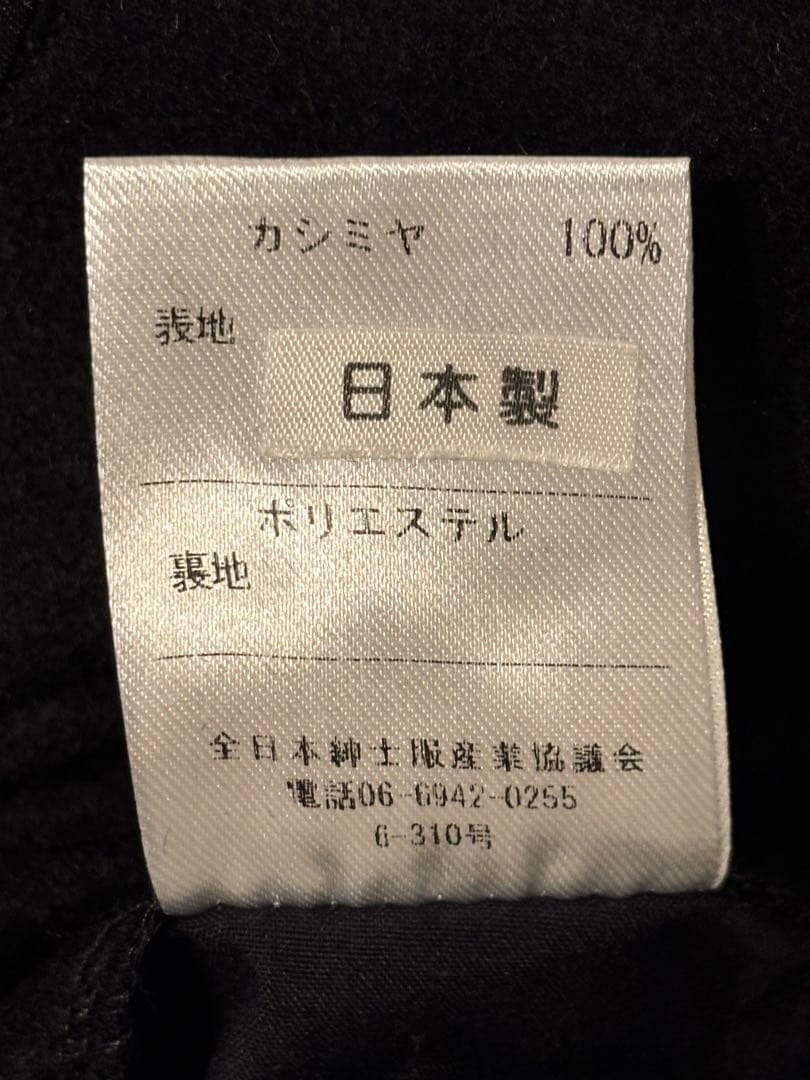 カシミヤ 100%
表地
日本製
ポリエステル
裏地
全日本紳士服産業協議会
電話06-6942-0255
6-310号